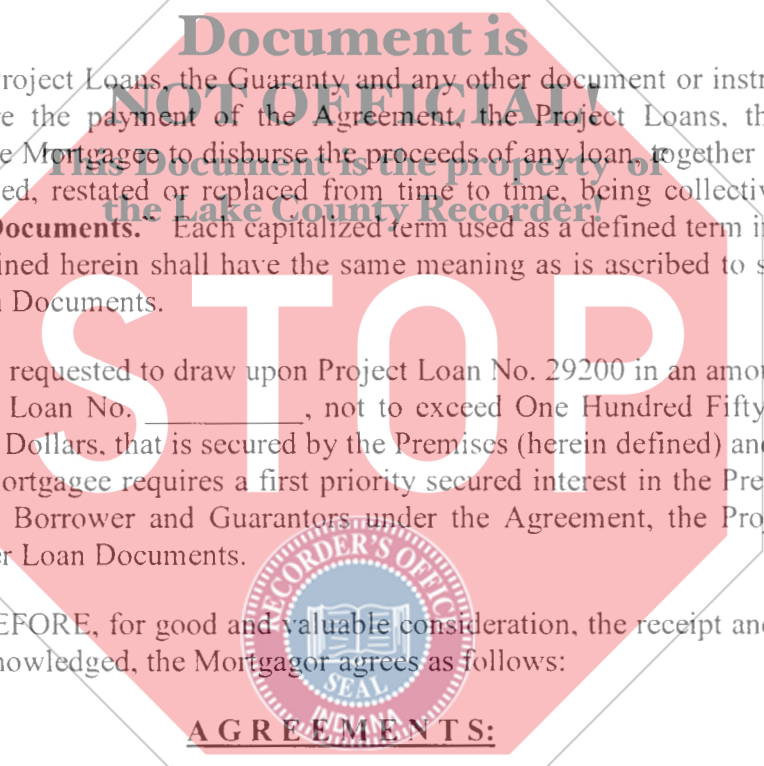 Document is
NOT OFFICIAL!
This Document is the property of
the Lake County Recorder!
roject Loans, the Guaranty and any other document or instr
e the payment of the Agreement, the Project Loans, th
e Mortgagee to disburse the proceeds of any loan, together
ed, restated or replaced from time to time, being collectiv
Documents." Each capitalized term used as a defined term i
ined herein shall have the same meaning as is ascribed to s
n Documents.
STOP
requested to draw upon Project Loan No. 29200 in an amou
Loan No. __________, not to exceed One Hundred Fifty
Dollars, that is secured by the Premises (herein defined) and
ortgagee requires a first priority secured interest in the Pre
Borrower and Guarantors under the Agreement, the Proj
er Loan Documents.
EFORE, for good and valuable consideration, the receipt an
nowledged, the Mortgagor agrees as follows:
RECORDER'S OFFIC
SEAL
INDIANA
AGREEMENTS: